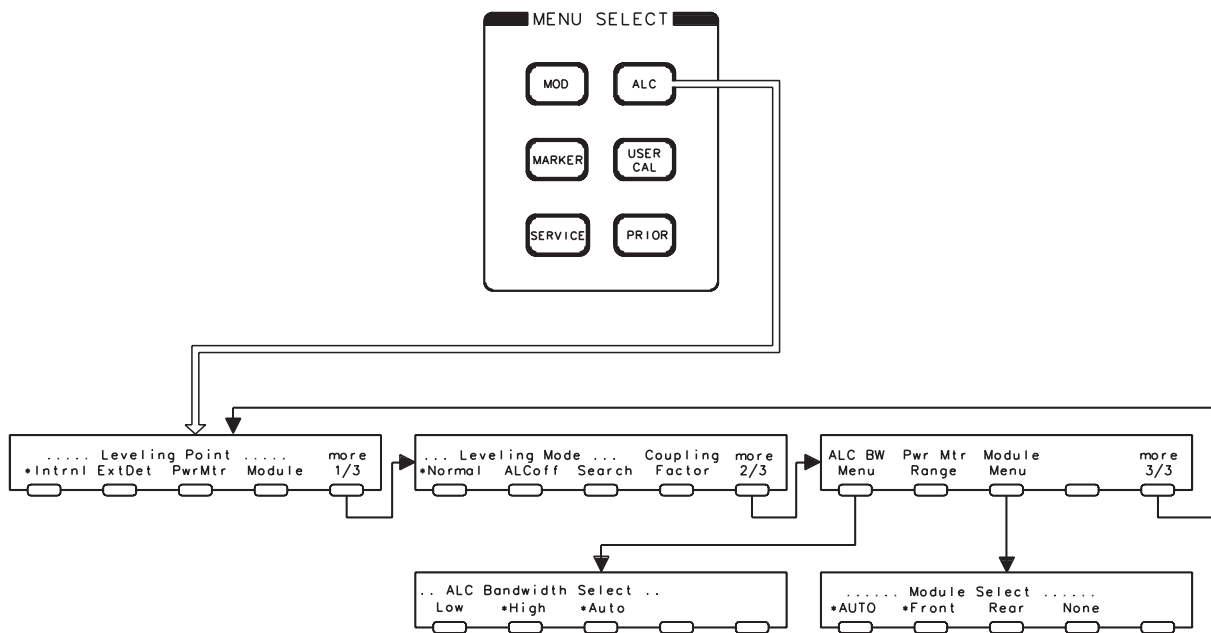 MENU SELECT
MOD
ALC
MARKER
USER
CAL
SERVICE
PRIOR
..... Leveling Point ..... more
*Intrnl ExtDet PwrMtr Module 1/3
... Leveling Mode ... Coupling more
*Normal ALCoff Search Factor 2/3
ALC BW Pwr Mtr Module more
Menu Range Menu 3/3
.. ALC Bandwidth Select ..
Low *High *Auto
...... Module Select ......
*AUTO *Front Rear None